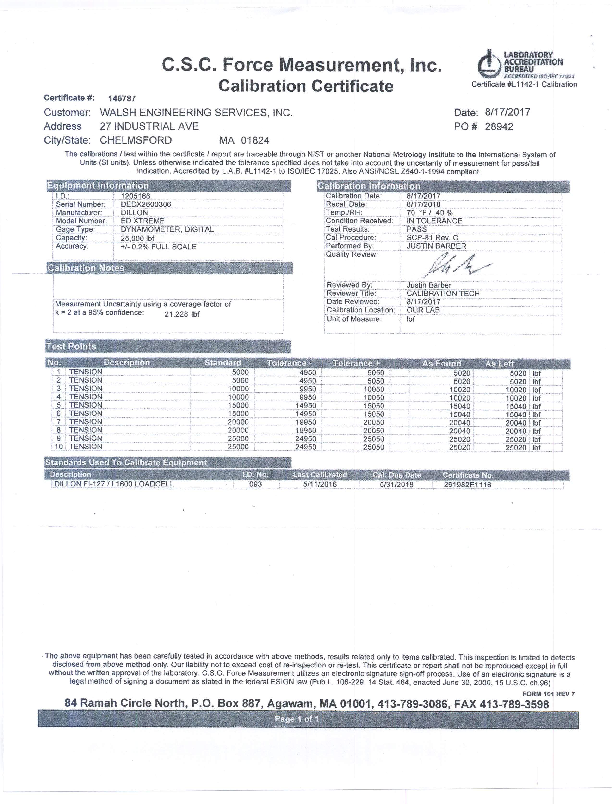 C.S.C. Force Measurement, Inc.
Calibration Certificate
LABORATORY
ACCREDITATION
BUREAU
ACCREDITED ISO/IEC 17025
Certificate #L1142-1 Calibration
Certificate #: 145787
Customer: WALSH ENGINEERING SERVICES, INC.
Date: 8/17/2017
Address 27 INDUSTRIAL AVE
PO # 26942
City/State: CHELMSFORD MA 01824
The calibrations / test within the certificate / report are traceable through NIST or another National Metrology Institute to the International System of
Units (SI units). Unless otherwise indicated the tolerance specified does not take into account the uncertainty of measurement for pass/fail
indication. Accredited by L.A.B. #L1142-1 to ISO/IEC 17025. Also ANSI/NCSL Z540-1-1994 compliant
Equipment Information
I.D.: 1205166
Serial Number:
Manufacturer: DILLON
Model Number: ED XTREME
Gage Type: DYNAMOMETER, DIGITAL
Capacity: 25,000 lbf
Accuracy: +/- 0.2% FULL SCALE
Calibration Notes
Measurement Uncertainty using a coverage factor of
k = 2 at a 95% confidence: 21.228 lbf
Calibration Information
Calibration Date: 8/17/2017
Recal. Date: 8/17/2018
Temp./RH: 70 °F / 40 %
Condition Received: IN TOLERANCE
Test Results: PASS
Cal Procedure: SCP-81 Rev. C
Performed By: JUSTIN BARBER
Quality Review
Reviewed By: Justin Barber
Reviewer Title: CALIBRATION TECH
Date Reviewed: 8/17/2017
Calibration Location: OUR LAB
Unit of Measure: lbf
Test Points
No. Description Standard Tolerance - Tolerance + As Found As Left
1 TENSION 5000 4950 5050 5020 5020 lbf
2 TENSION 5000 4950 5050 5020 5020 lbf
3 TENSION 10000 9950 10050 10020 10020 lbf
4 TENSION 10000 9950 10050 10020 10020 lbf
5 TENSION 15000 14950 15050 15040 15040 lbf
6 TENSION 15000 14950 15050 15040 15040 lbf
7 TENSION 20000 19950 20050 20040 20040 lbf
8 TENSION 20000 19950 20050 20040 20040 lbf
9 TENSION 25000 24950 25050 25020 25020 lbf
10 TENSION 25000 24950 25050 25020 25020 lbf
Standards Used To Calibrate Equipment
Description I.D. No. Last Calibrated Cal. Due Date Certificate No.
LOADCELL 093 5/11/2016 5/31/2018
The above equipment has been carefully tested in accordance with above methods, results related only to items calibrated. This inspection is limited to defects
disclosed from above method only. Our liability not to exceed cost of re-inspection or re-test. This certificate or report shall not be reproduced except in full
without the written approval of the laboratory. C.S.C. Force Measurement utilizes an electronic signature sign-off process. Use of an electronic signature is a
legal method of signing a document as stated in the federal ESIGN law (Pub.L. 106-229, 14 Stat. 464, enacted June 30, 2000, 15 U.S.C. ch.96)
FORM 101 REV 7
84 Ramah Circle North, P.O. Box 887, Agawam, MA 01001, 413-789-3086, FAX 413-789-3598
Page 1 of 1